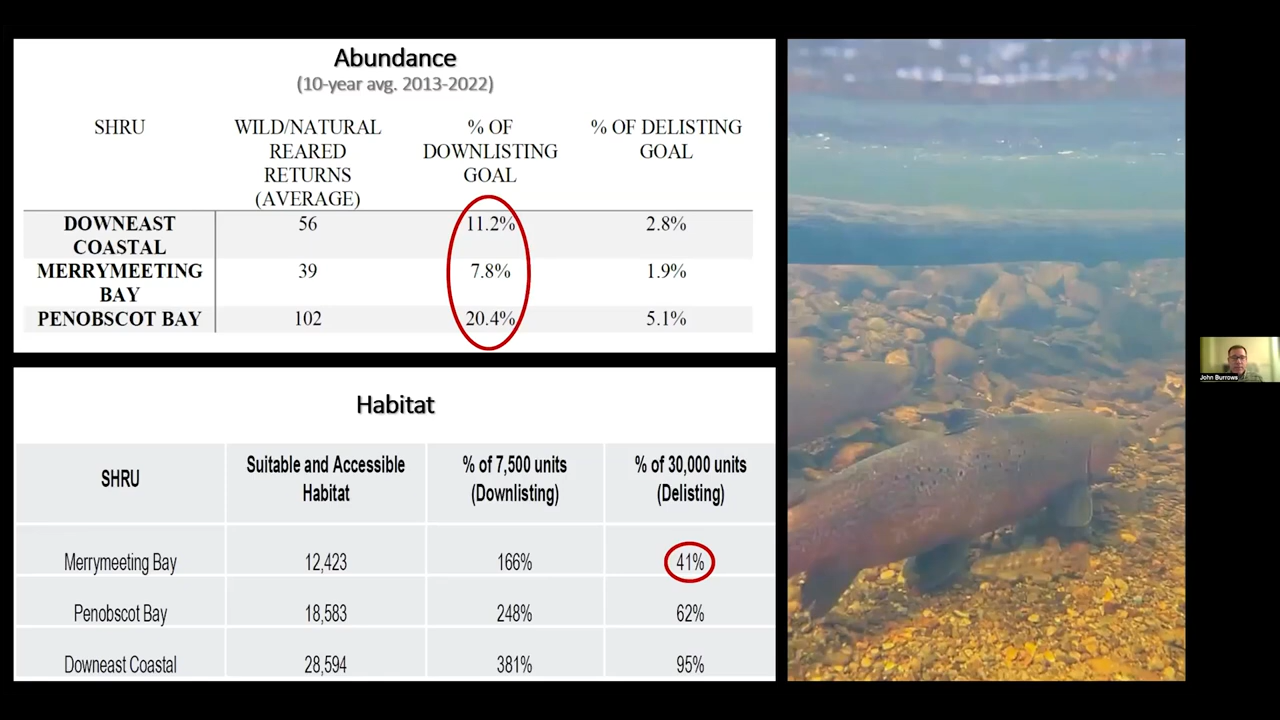 Abundance
(10-year avg. 2013-2022)
SHRU
WILD/NATURAL
REARED
RETURNS
(AVERAGE)
% OF
DOWNLISTING
GOAL
% OF DELISTING
GOAL
DOWNEAST
COASTAL
56
11.2%
2.8%
MERRYMEETING
BAY
39
7.8%
1.9%
PENOBSCOT BAY
102
20.4%
5.1%
Habitat
SHRU
Suitable and Accessible
Habitat
% of 7,500 units
(Downlisting)
% of 30,000 units
(Delisting)
Merrymeeting Bay
12,423
166%
41%
Penobscot Bay
18,583
248%
62%
Downeast Coastal
28,594
381%
95%
John Burrows